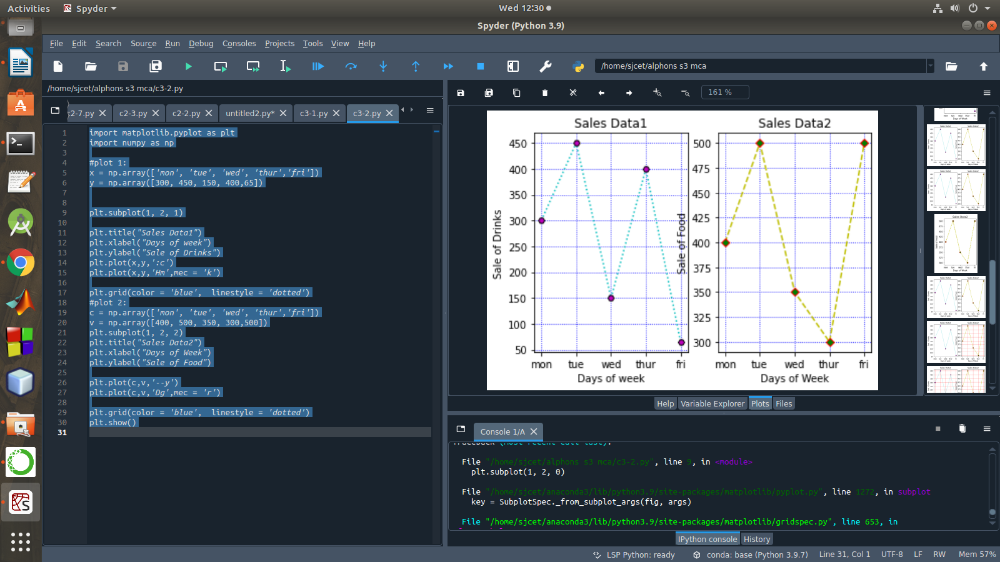 Activities Spyder Wed 12:30
Spyder (Python 3.9)
File Edit Search Source Run Debug Consoles Projects Tools View Help
/home/sjcet/alphons s3 mca
/home/sjcet/alphons s3 mca/c3-2.py
c2-7.py c2-3.py c2-2.py untitled2.py* c3-1.py c3-2.py
1 import matplotlib.pyplot as plt
2 import numpy as np
3
4 #plot 1:
5 x = np.array(['mon', 'tue', 'wed', 'thur','fri'])
6 y = np.array([300, 450, 150, 400,65])
7
8
9 plt.subplot(1, 2, 1)
10
11 plt.title("Sales Data1")
12 plt.xlabel("Days of week")
13 plt.ylabel("Sale of Drinks")
14 plt.plot(x,y,':c')
15 plt.plot(x,y,'Hm',mec = 'k')
16
17 plt.grid(color = 'blue', linestyle = 'dotted')
18 #plot 2:
19 c = np.array(['mon', 'tue', 'wed', 'thur','fri'])
20 v = np.array([400, 500, 350, 300,500])
21 plt.subplot(1, 2, 2)
22 plt.title("Sales Data2")
23 plt.xlabel("Days of Week")
24 plt.ylabel("Sale of Food")
25
26 plt.plot(c,v,'--y')
27 plt.plot(c,v,'Dg',mec = 'r')
28
29 plt.grid(color = 'blue', linestyle = 'dotted')
30 plt.show()
31
161 %
Sales Data1
Sale of Drinks
450
400
350
300
250
200
150
100
50
mon tue wed thur fri
Days of week
Sales Data2
Sale of Food
500
475
450
425
400
375
350
325
300
mon tue wed thur fri
Days of Week
Help Variable Explorer Plots Files
Console 1/A
Traceback (most recent call last):
File "/home/sjcet/alphons s3 mca/c3-2.py", line 9, in <module>
plt.subplot(1, 2, 0)
File "/home/sjcet/anaconda3/lib/python3.9/site-packages/matplotlib/pyplot.py", line 1272, in subplot
key = SubplotSpec._from_subplot_args(fig, args)
File "/home/sjcet/anaconda3/lib/python3.9/site-packages/matplotlib/gridspec.py", line 653, in
IPython console History
LSP Python: ready conda: base (Python 3.9.7) Line 31, Col 1 UTF-8 LF RW Mem 57%